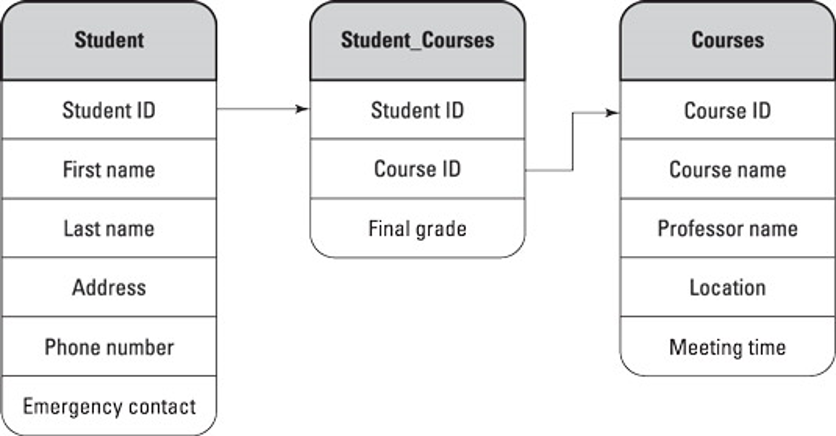 Student
Student ID
First name
Last name
Address
Phone number
Emergency contact
Student_Courses
Student ID
Course ID
Final grade
Courses
Course ID
Course name
Professor name
Location
Meeting time